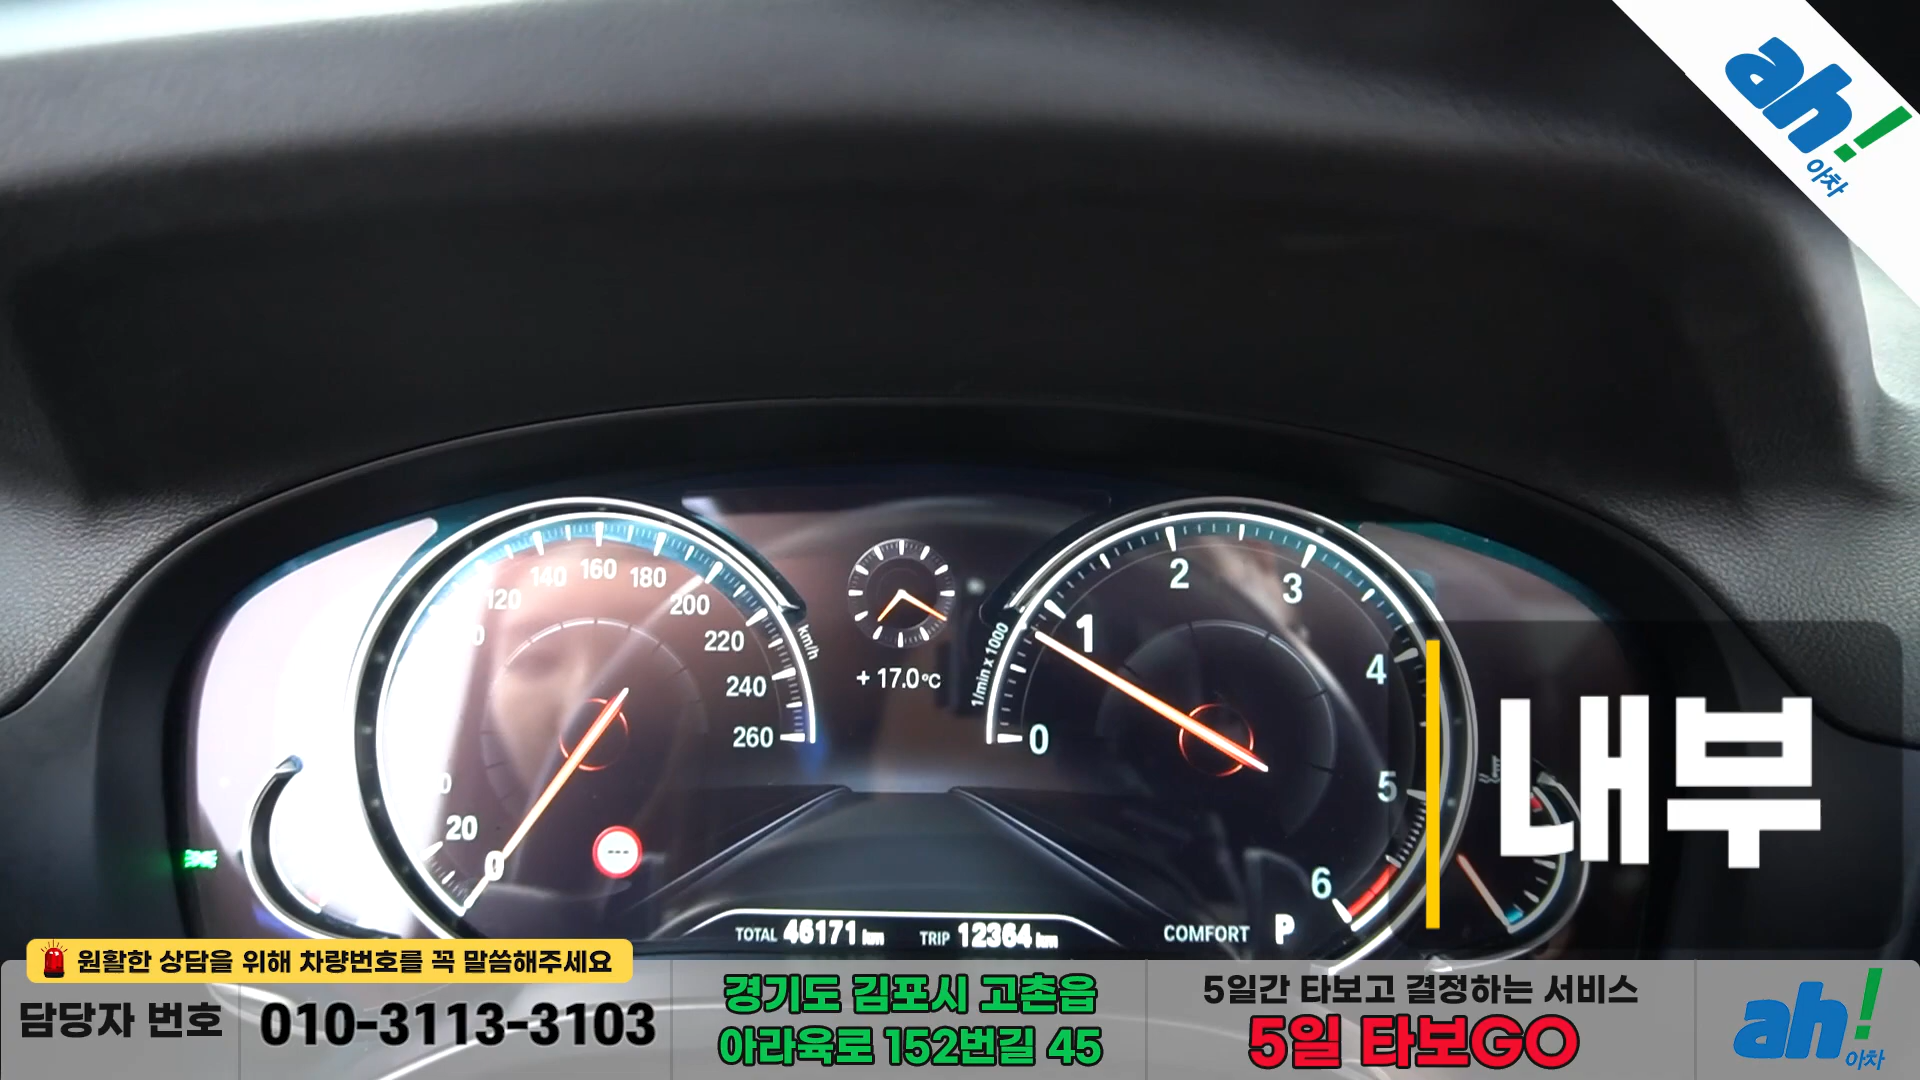 ah!
아차
120
140
160
180
200
220
240
260
km/h
20
0
+ 17.0°C
1/min x 1000
0
1
2
3
4
5
6
---
TOTAL 46171 km
TRIP 12364 km
COMFORT P
내부
원활한 상담을 위해 차량번호를 꼭 말씀해주세요
담당자 번호
010-3113-3103
경기도 김포시 고촌읍
아라육로 152번길 45
5일간 타보고 결정하는 서비스
5일 타보GO
ah!
아차